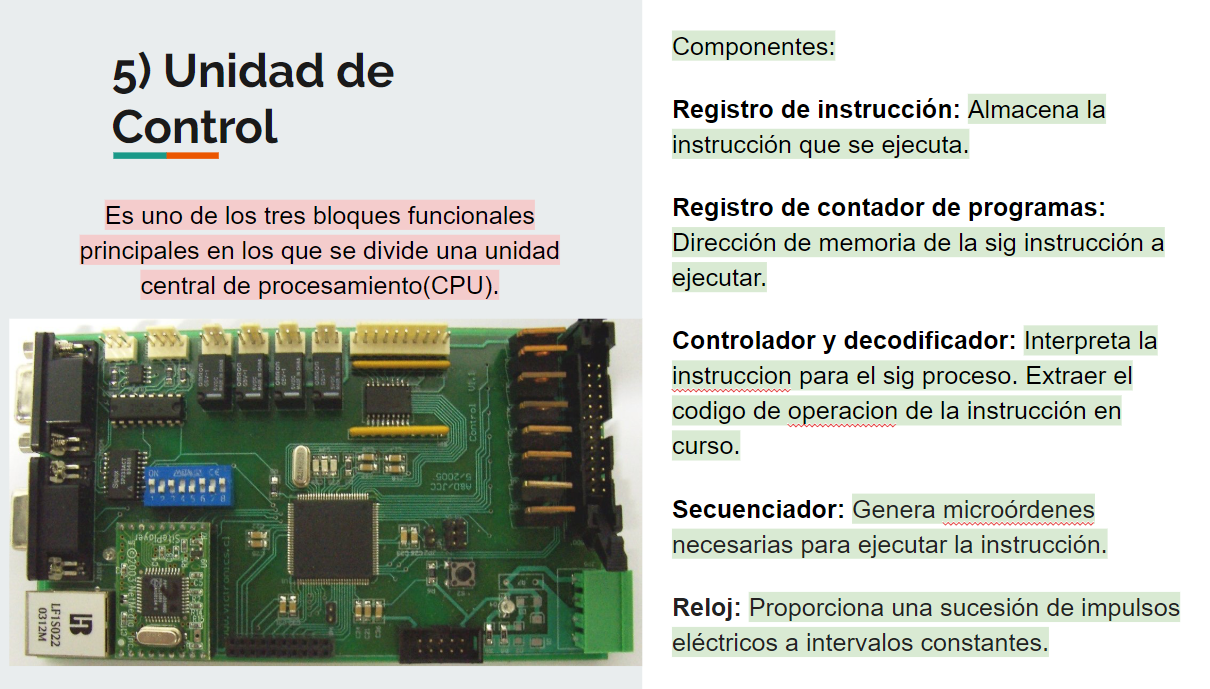 5) Unidad de
Control
Es uno de los tres bloques funcionales
principales en los que se divide una unidad
central de procesamiento(CPU).
Componentes:
Registro de instrucción: Almacena la
instrucción que se ejecuta.
Registro de contador de programas:
Dirección de memoria de la sig instrucción a
ejecutar.
Controlador y decodificador: Interpreta la
instruccion para el sig proceso. Extraer el
codigo de operacion de la instrucción en
curso.
Secuenciador: Genera microórdenes
necesarias para ejecutar la instrucción.
Reloj: Proporciona una sucesión de impulsos
eléctricos a intervalos constantes.
Control V1.1
A&D/JCC
5/2005
SitePlayer
LF1S022
0312M